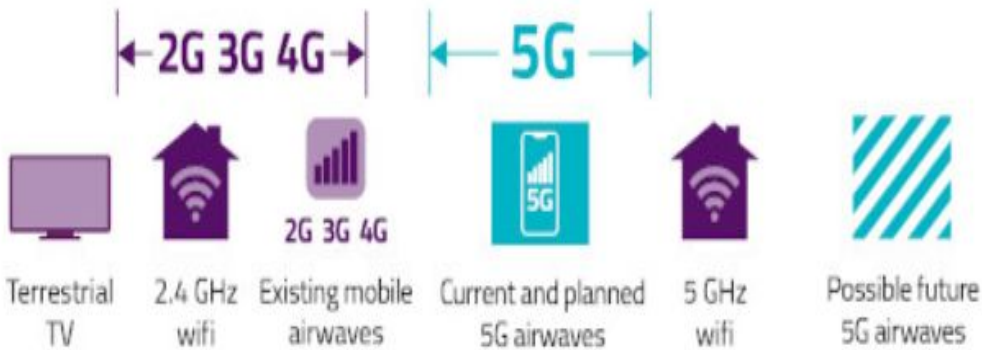 2G 3G 4G
5G
5G
2G 3G 4G
Terrestrial
TV
2.4 GHz
wifi
Existing mobile
airwaves
Current and planned
5G airwaves
5 GHz
wifi
Possible future
5G airwaves